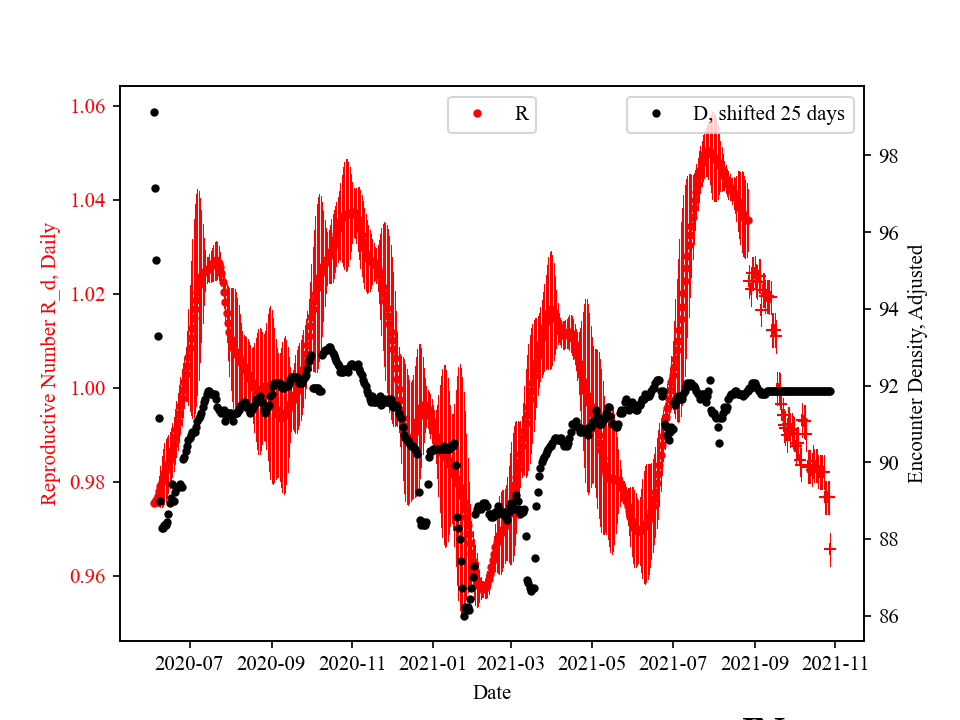 R
D, shifted 25 days
1.06
1.04
1.02
1.00
0.98
0.96
Reproductive Number R_d, Daily
98
96
94
92
90
88
86
Encounter Density, Adjusted
2020-07 2020-09 2020-11 2021-01 2021-03 2021-05 2021-07 2021-09 2021-11
Date